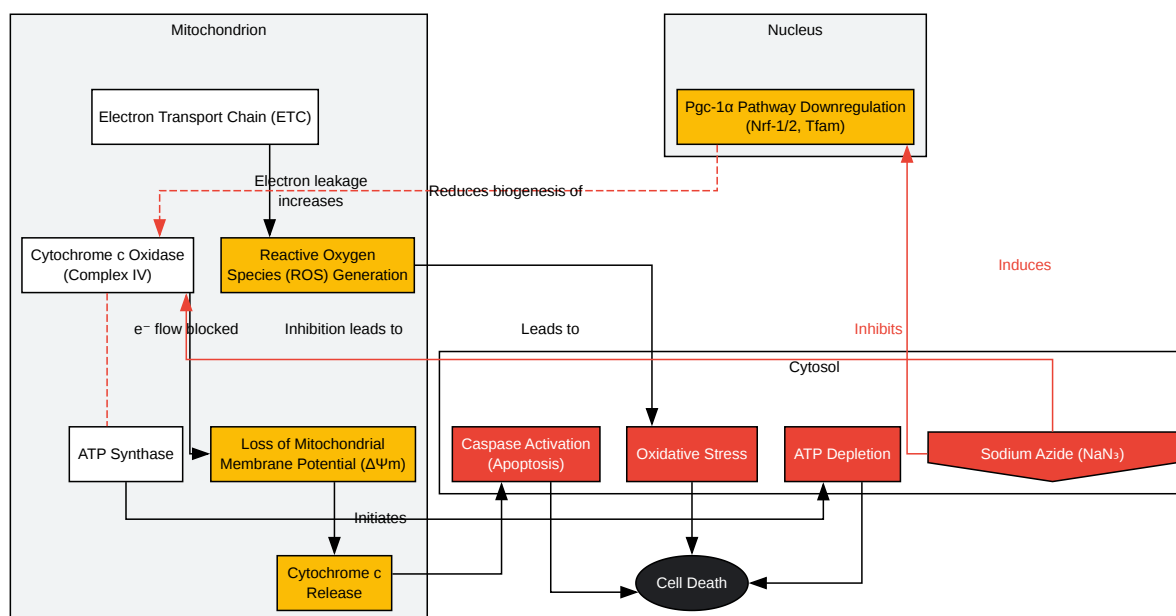 Mitochondrion
Nucleus
Electron Transport Chain (ETC)
Pgc-1α Pathway Downregulation
(Nrf-1/2, Tfam)
Electron leakage
increases
Reduces biogenesis of
Cytochrome c Oxidase
(Complex IV)
Reactive Oxygen
Species (ROS) Generation
Induces
e⁻ flow blocked
Inhibition leads to
Leads to
Inhibits
Cytosol
ATP Synthase
Loss of Mitochondrial
Membrane Potential (ΔΨm)
Caspase Activation
(Apoptosis)
Oxidative Stress
ATP Depletion
Sodium Azide (NaN₃)
Initiates
Cytochrome c
Release
Cell Death